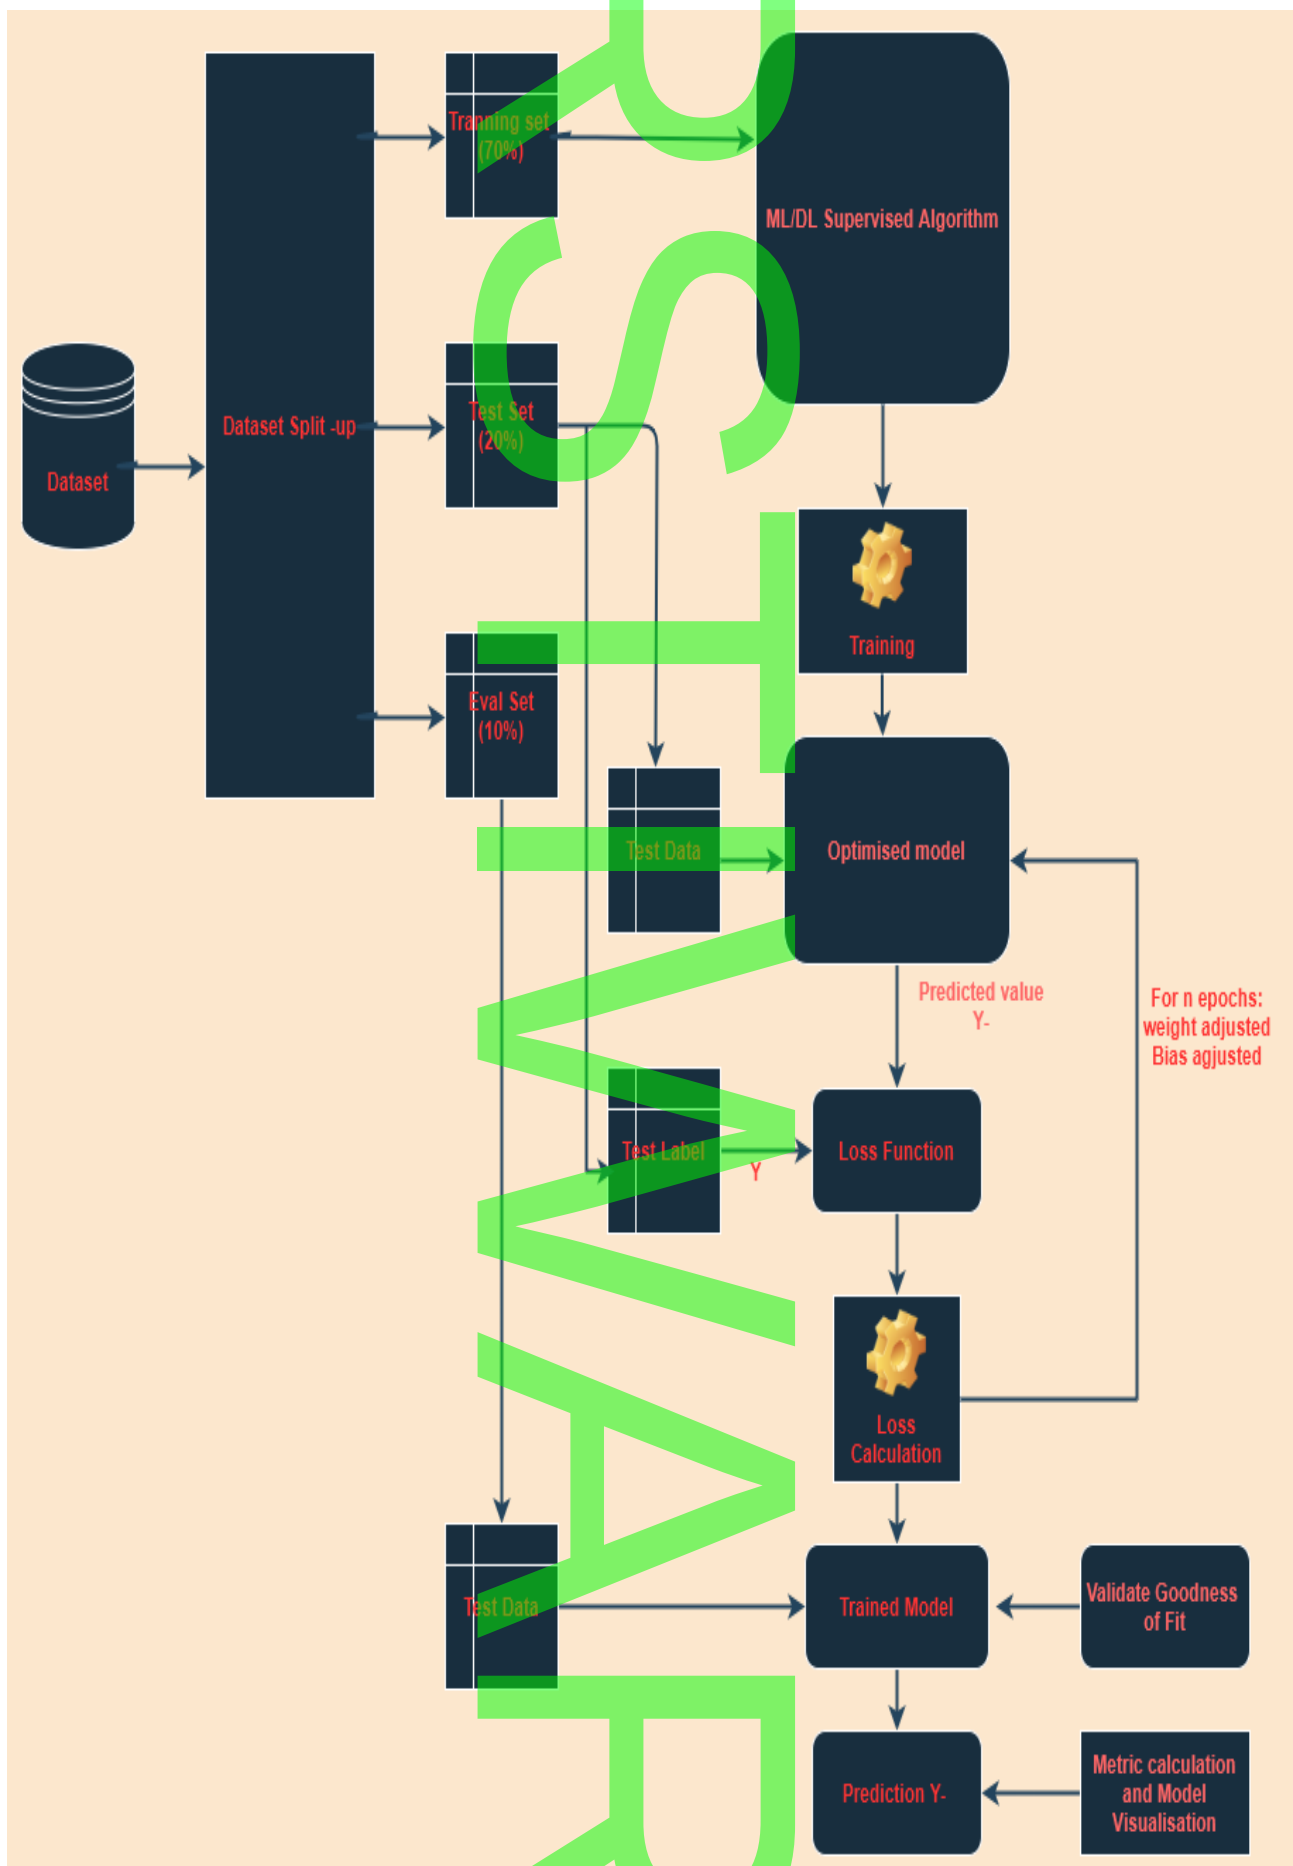 Tranning set
(70%)
ML/DL Supervised Algorithm
Dataset
Dataset Split -up
Test Set
(20%)
Training
Eval Set
(10%)
Test Data
Optimised model
Predicted value
Y-
For n epochs:
weight adjusted
Bias agjusted
Test Label
Y
Loss Function
Loss
Calculation
Test Data
Trained Model
Validate Goodness
of Fit
Prediction Y-
Metric calculation
and Model
Visualisation
RSTIWAR